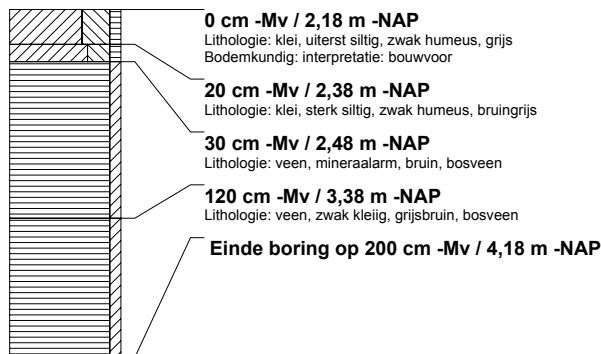 0 cm -Mv / 2,18 m -NAP
Lithologie: klei, uiterst siltig, zwak humeus, grijs
Bodemkundig: interpretatie: bouwvoor
20 cm -Mv / 2,38 m -NAP
Lithologie: klei, sterk siltig, zwak humeus, bruingrijs
30 cm -Mv / 2,48 m -NAP
Lithologie: veen, mineraalarm, bruin, bosveen
120 cm -Mv / 3,38 m -NAP
Lithologie: veen, zwak kleiig, grijsbruin, bosveen
Einde boring op 200 cm -Mv / 4,18 m -NAP